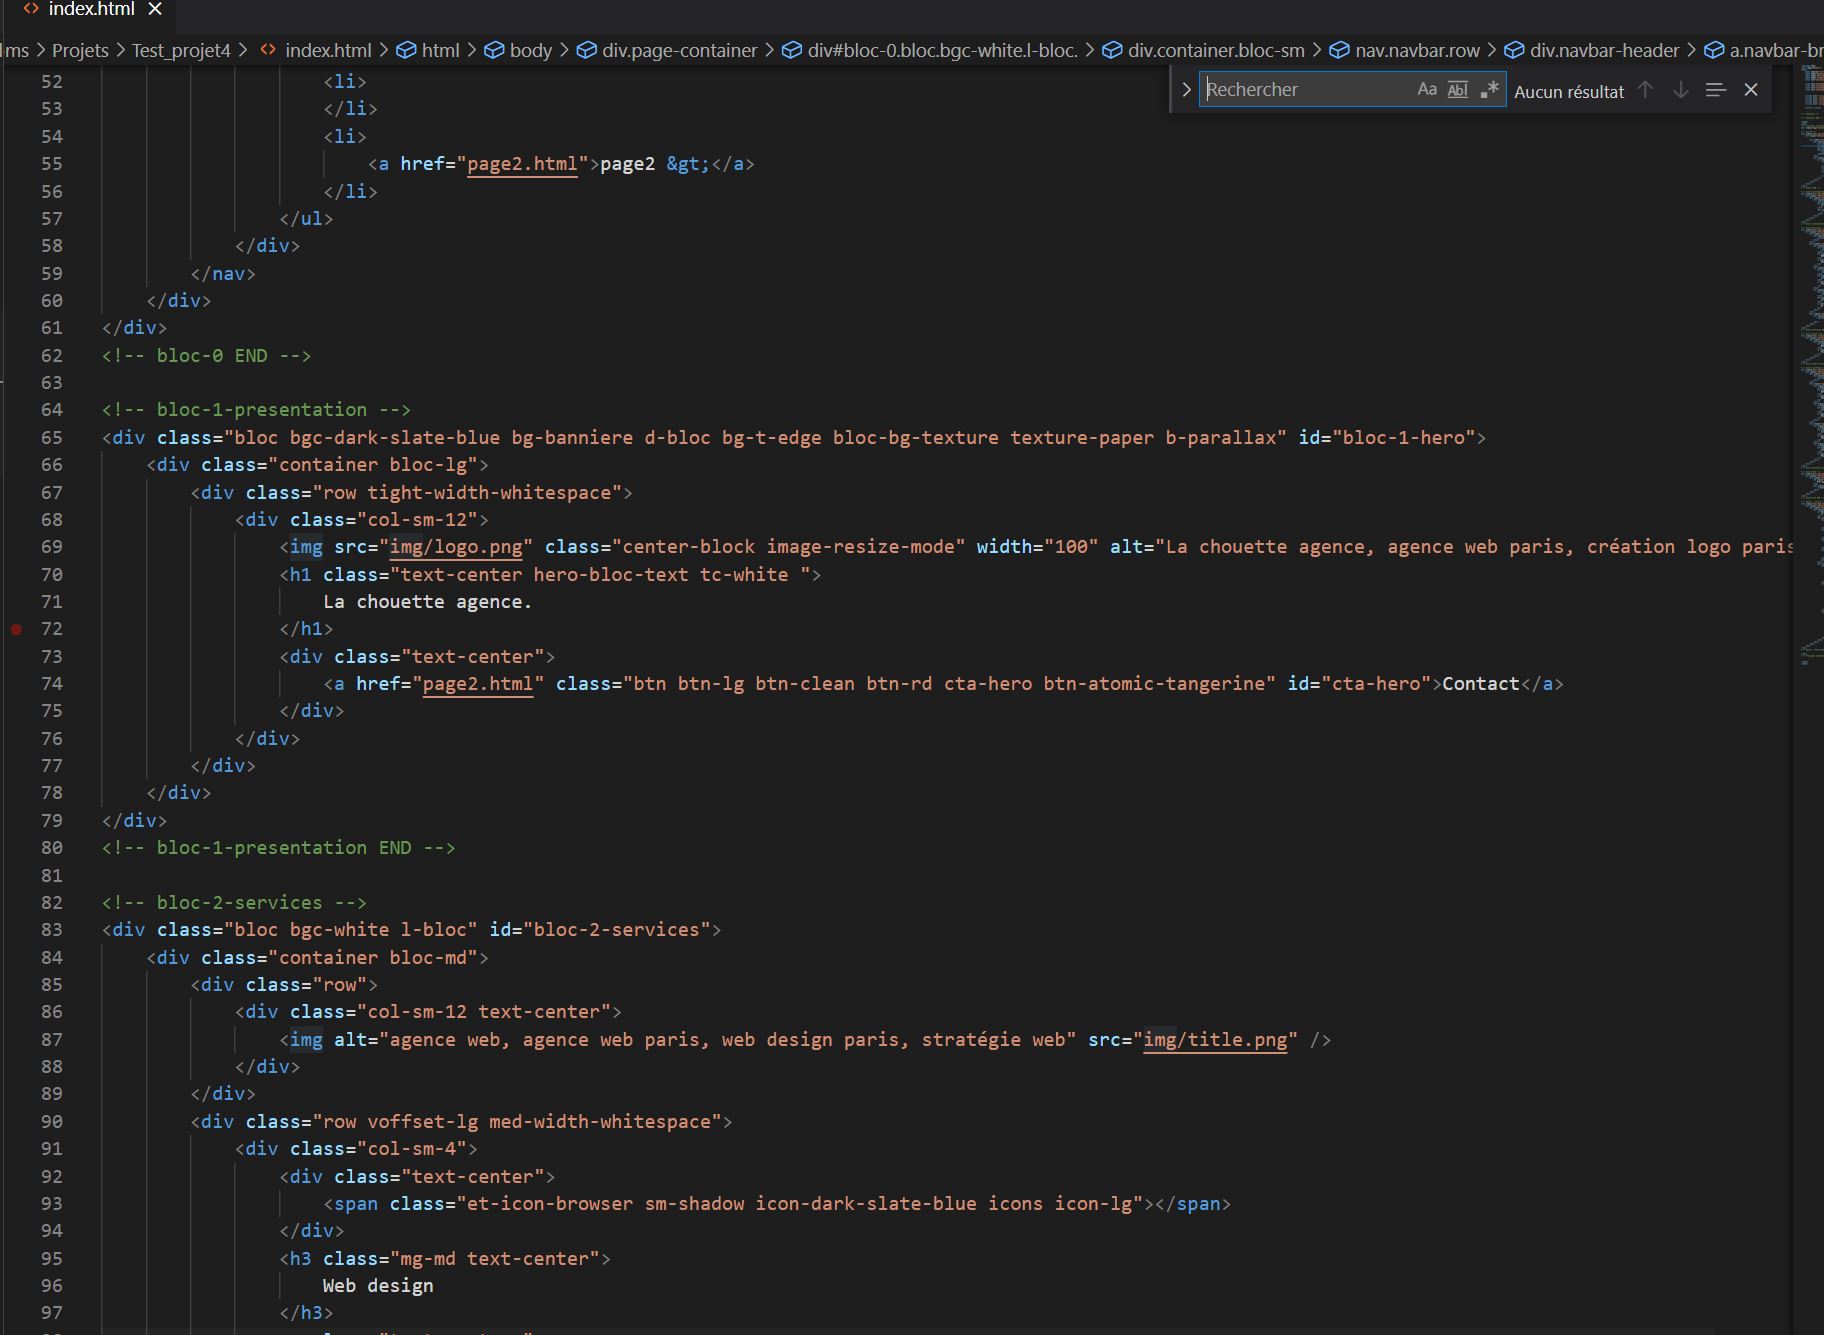 index.html
ms > Projets > Test_projet4 > index.html > html > body > div.page-container > div#bloc-0.bloc.bgc-white.l-bloc. > div.container.bloc-sm > nav.navbar.row > div.navbar-header > a.navbar-br
Rechercher Aa Abl .* Aucun résultat
52 <li>
53 </li>
54 <li>
55 <a href="page2.html">page2 &gt;</a>
56 </li>
57 </ul>
58 </div>
59 </nav>
60 </div>
61 </div>
62 <!-- bloc-0 END -->
63
64 <!-- bloc-1-presentation -->
65 <div class="bloc bgc-dark-slate-blue bg-banniere d-bloc bg-t-edge bloc-bg-texture texture-paper b-parallax" id="bloc-1-hero">
66 <div class="container bloc-lg">
67 <div class="row tight-width-whitespace">
68 <div class="col-sm-12">
69 <img src="img/logo.png" class="center-block image-resize-mode" width="100" alt="La chouette agence, agence web paris, création logo paris
70 <h1 class="text-center hero-bloc-text tc-white ">
71 La chouette agence.
72 </h1>
73 <div class="text-center">
74 <a href="page2.html" class="btn btn-lg btn-clean btn-rd cta-hero btn-atomic-tangerine" id="cta-hero">Contact</a>
75 </div>
76 </div>
77 </div>
78 </div>
79 </div>
80 <!-- bloc-1-presentation END -->
81
82 <!-- bloc-2-services -->
83 <div class="bloc bgc-white l-bloc" id="bloc-2-services">
84 <div class="container bloc-md">
85 <div class="row">
86 <div class="col-sm-12 text-center">
87 <img alt="agence web, agence web paris, web design paris, stratégie web" src="img/title.png" />
88 </div>
89 </div>
90 <div class="row voffset-lg med-width-whitespace">
91 <div class="col-sm-4">
92 <div class="text-center">
93 <span class="et-icon-browser sm-shadow icon-dark-slate-blue icons icon-lg"></span>
94 </div>
95 <h3 class="mg-md text-center">
96 Web design
97 </h3>